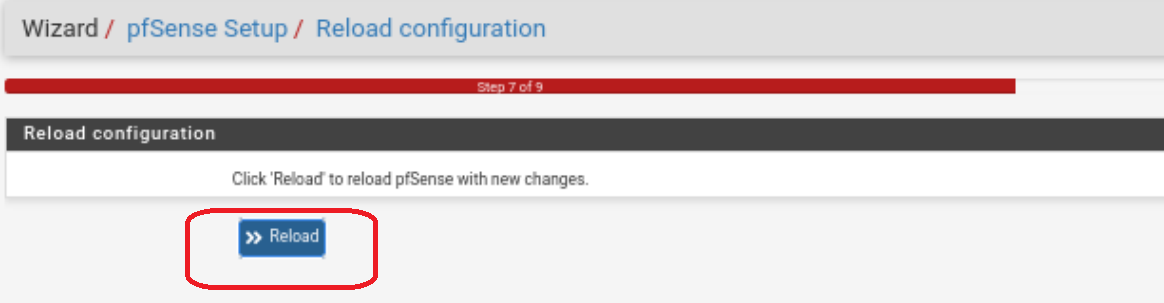 Wizard / pfSense Setup / Reload configuration
Step 7 of 9
Reload configuration
Click 'Reload' to reload pfSense with new changes.
» Reload